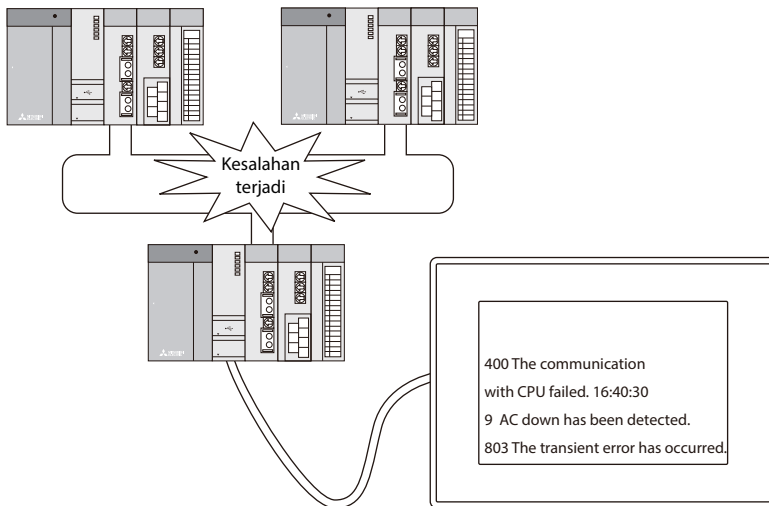 Kesalahan
terjadi
400 The communication
with CPU failed. 16:40:30
9 AC down has been detected.
803 The transient error has occurred.